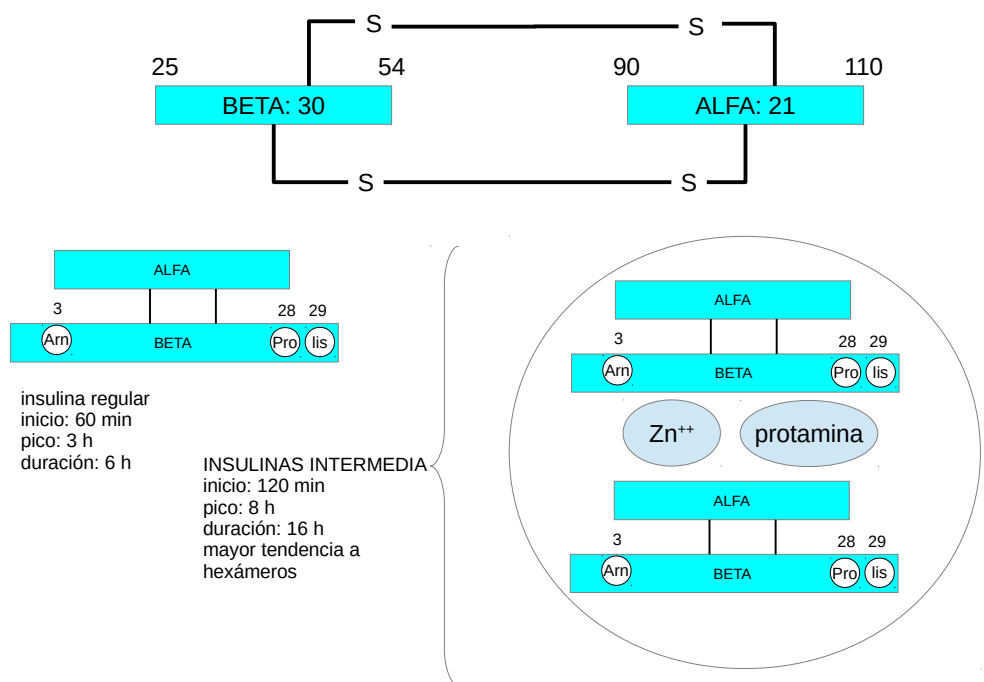 S
S
25
54
90
110
BETA: 30
ALFA: 21
S
S
ALFA
3
28
29
Arn
BETA
Pro
lis
insulina regular
inicio: 60 min
pico: 3 h
duración: 6 h
INSULINAS INTERMEDIA
inicio: 120 min
pico: 8 h
duración: 16 h
mayor tendencia a
hexámeros
ALFA
3
28
29
Arn
BETA
Pro
lis
Zn⁺⁺
protamina
ALFA
3
28
29
Arn
BETA
Pro
lis